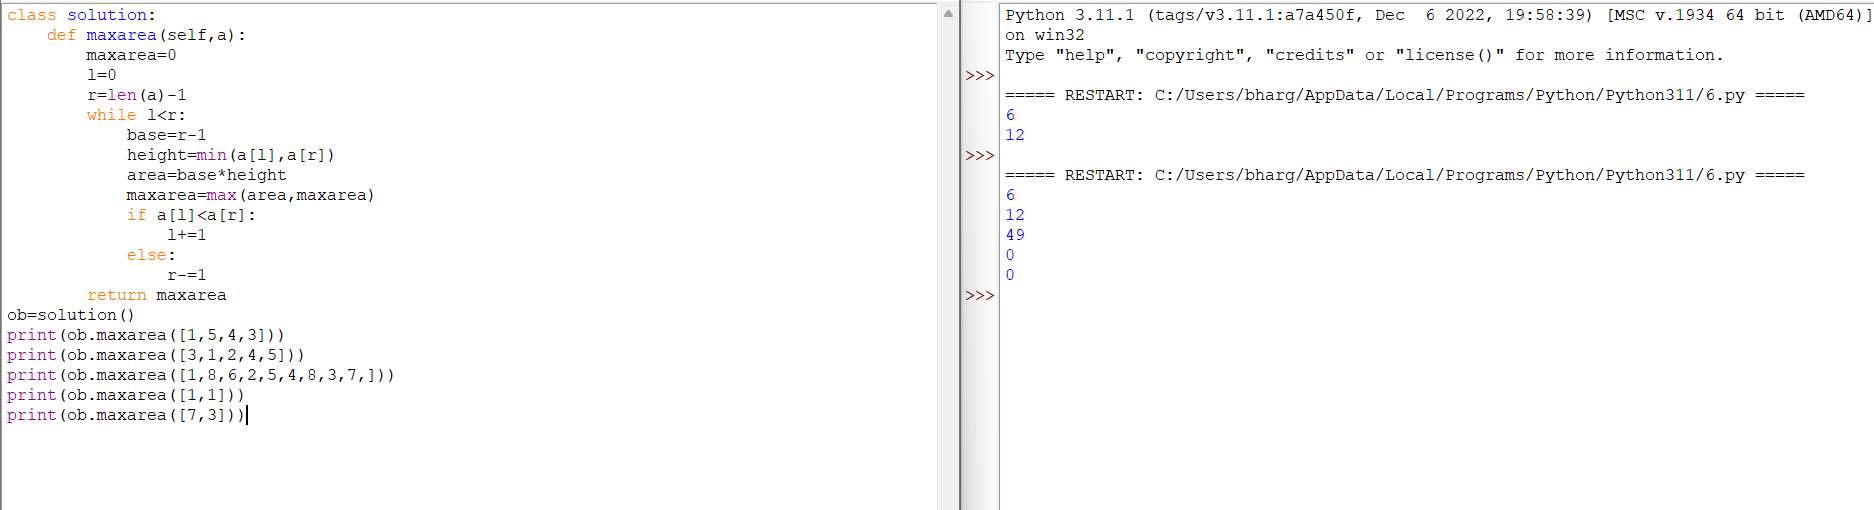 class solution:
    def maxarea(self,a):
        maxarea=0
        l=0
        r=len(a)-1
        while l<r:
            base=r-1
            height=min(a[l],a[r])
            area=base*height
            maxarea=max(area,maxarea)
            if a[l]<a[r]:
                l+=1
            else:
                r-=1
        return maxarea
ob=solution()
print(ob.maxarea([1,5,4,3]))
print(ob.maxarea([3,1,2,4,5]))
print(ob.maxarea([1,8,6,2,5,4,8,3,7,]))
print(ob.maxarea([1,1]))
print(ob.maxarea([7,3]))
Python 3.11.1 (tags/v3.11.1:a7a450f, Dec  6 2022, 19:58:39) [MSC v.1934 64 bit (AMD64)]
on win32
Type "help", "copyright", "credits" or "license()" for more information.
>>>
===== RESTART: C:/Users/bharg/AppData/Local/Programs/Python/Python311/6.py =====
6
12
>>>
===== RESTART: C:/Users/bharg/AppData/Local/Programs/Python/Python311/6.py =====
6
12
49
0
0
>>>